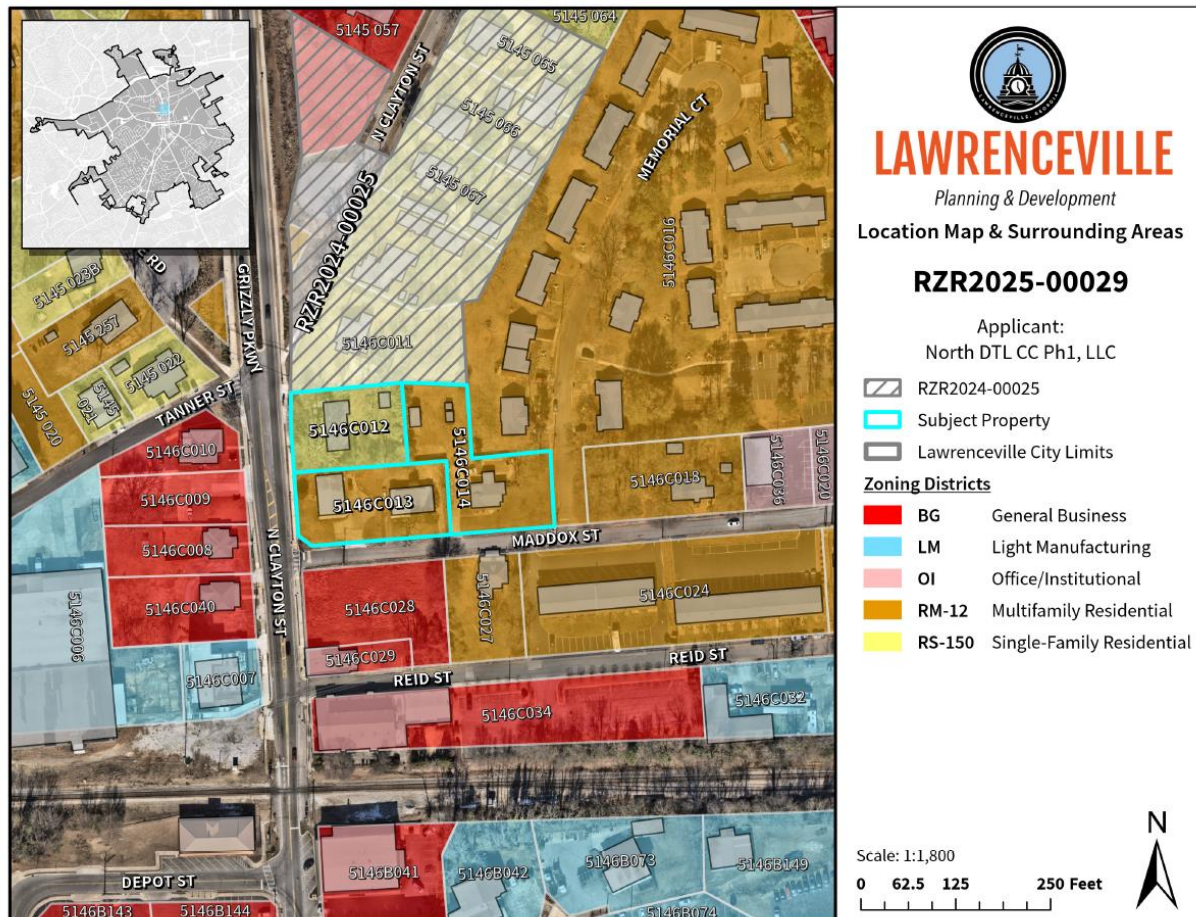 5145 057
5145 064
5145 065
N CLAYTON ST
5145 066
5145 067
MEMORIAL CT
RZR2024-00025
5146C016
5145 023B
RD
GRIZZLY PKWY
5145 257
5145 022
5145 021
5145 020
TANNER ST
5146C011
5146C012
5146C014
5146C013
5146C018
5146C036
5146C020
5146C010
5146C009
5146C008
5146C040
N CLAYTON ST
MADDOX ST
5146C006
5146C007
5146C028
5146C027
5146C024
5146C029
REID ST
REID ST
5146C034
5146C032
5146B041
5146B042
5146B073
5146B149
5146B074
DEPOT ST
5146B143
5146B144
LAWRENCEVILLE, GEORGIA
LAWRENCEVILLE
Planning & Development
Location Map & Surrounding Areas
RZR2025-00029
Applicant:
North DTL CC Ph1, LLC
RZR2024-00025
Subject Property
Lawrenceville City Limits
Zoning Districts
BG General Business
LM Light Manufacturing
OI Office/Institutional
RM-12 Multifamily Residential
RS-150 Single-Family Residential
Scale: 1:1,800
0 62.5 125 250 Feet
N